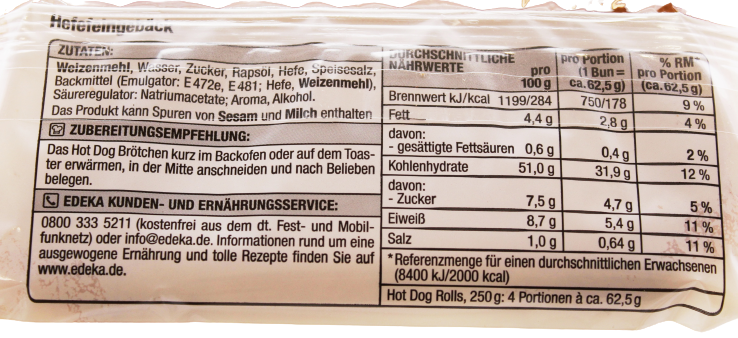 Hefefeingebäck
ZUTATEN:
Weizenmehl, Wasser, Zucker, Rapsöl, Hefe, Speisesalz,
Backmittel (Emulgator: E 472e, E 481; Hefe, Weizenmehl),
Säureregulator: Natriumacetate; Aroma, Alkohol.
Das Produkt kann Spuren von Sesam und Milch enthalten
ZUBEREITUNGSEMPFEHLUNG:
Das Hot Dog Brötchen kurz im Backofen oder auf dem Toas-
ter erwärmen, in der Mitte anschneiden und nach Belieben
belegen.
EDEKA KUNDEN- UND ERNÄHRUNGSSERVICE:
0800 333 5211 (kostenfrei aus dem dt. Fest- und Mobil-
funknetz) oder info@edeka.de. Informationen rund um eine
ausgewogene Ernährung und tolle Rezepte finden Sie auf
www.edeka.de.
DURCHSCHNITTLICHE
NÄHRWERTE pro
100 g
pro Portion
(1 Bun =
ca. 62,5 g)
% RM*
pro Portion
(ca. 62,5 g)
Brennwert kJ/kcal 1199/284 750/178 9 %
Fett 4,4 g 2,8 g 4 %
davon:
- gesättigte Fettsäuren 0,6 g 0,4 g 2 %
Kohlenhydrate 51,0 g 31,9 g 12 %
davon:
- Zucker 7,5 g 4,7 g 5 %
Eiweiß 8,7 g 5,4 g 11 %
Salz 1,0 g 0,64 g 11 %
*Referenzmenge für einen durchschnittlichen Erwachsenen
(8400 kJ/2000 kcal)
Hot Dog Rolls, 250 g: 4 Portionen à ca. 62,5 g